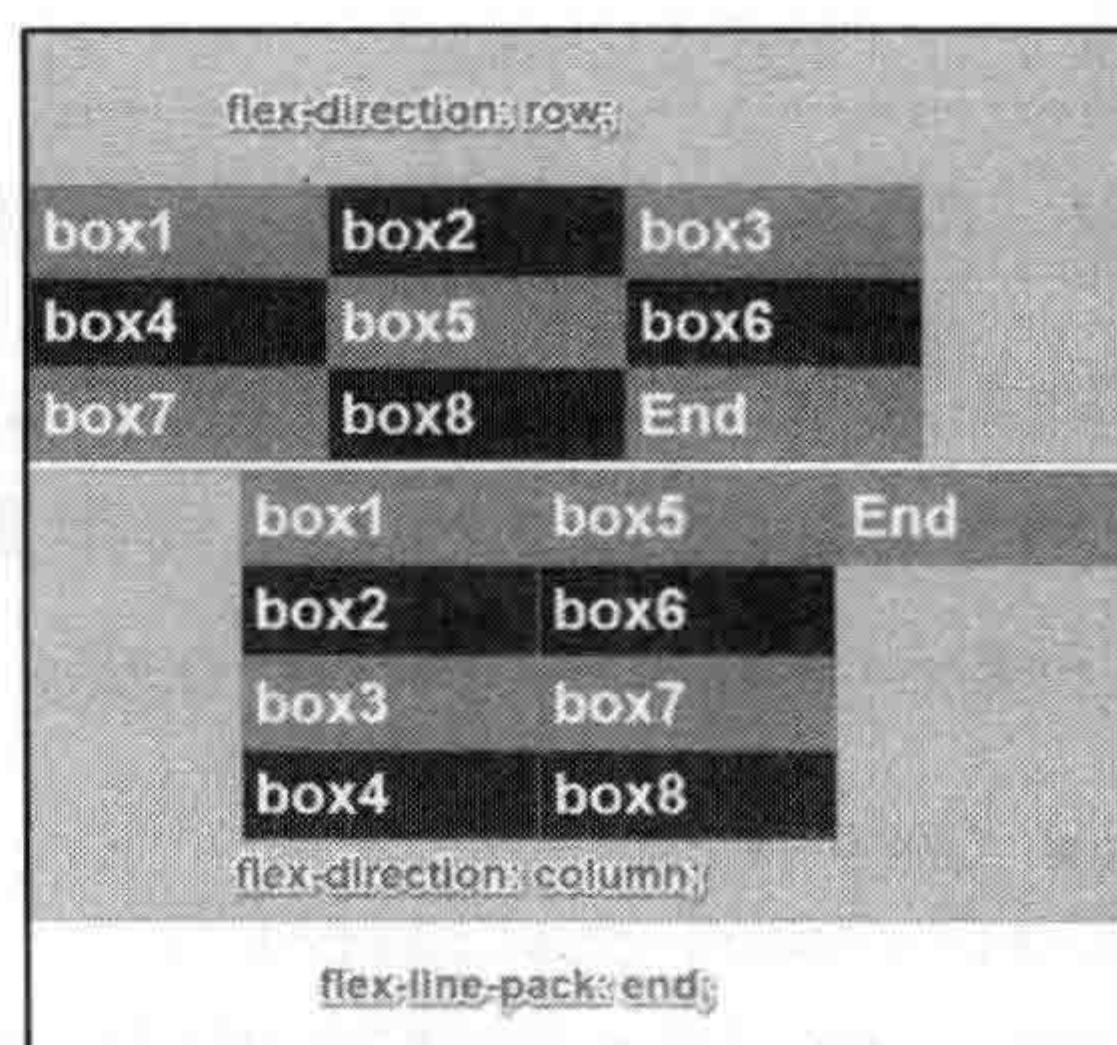 flex-direction: row;
box1 box2 box3
box4 box5 box6
box7 box8 End
box1 box5 End
box2 box6
box3 box7
box4 box8
flex-direction: column;
flex-line-pack: end;